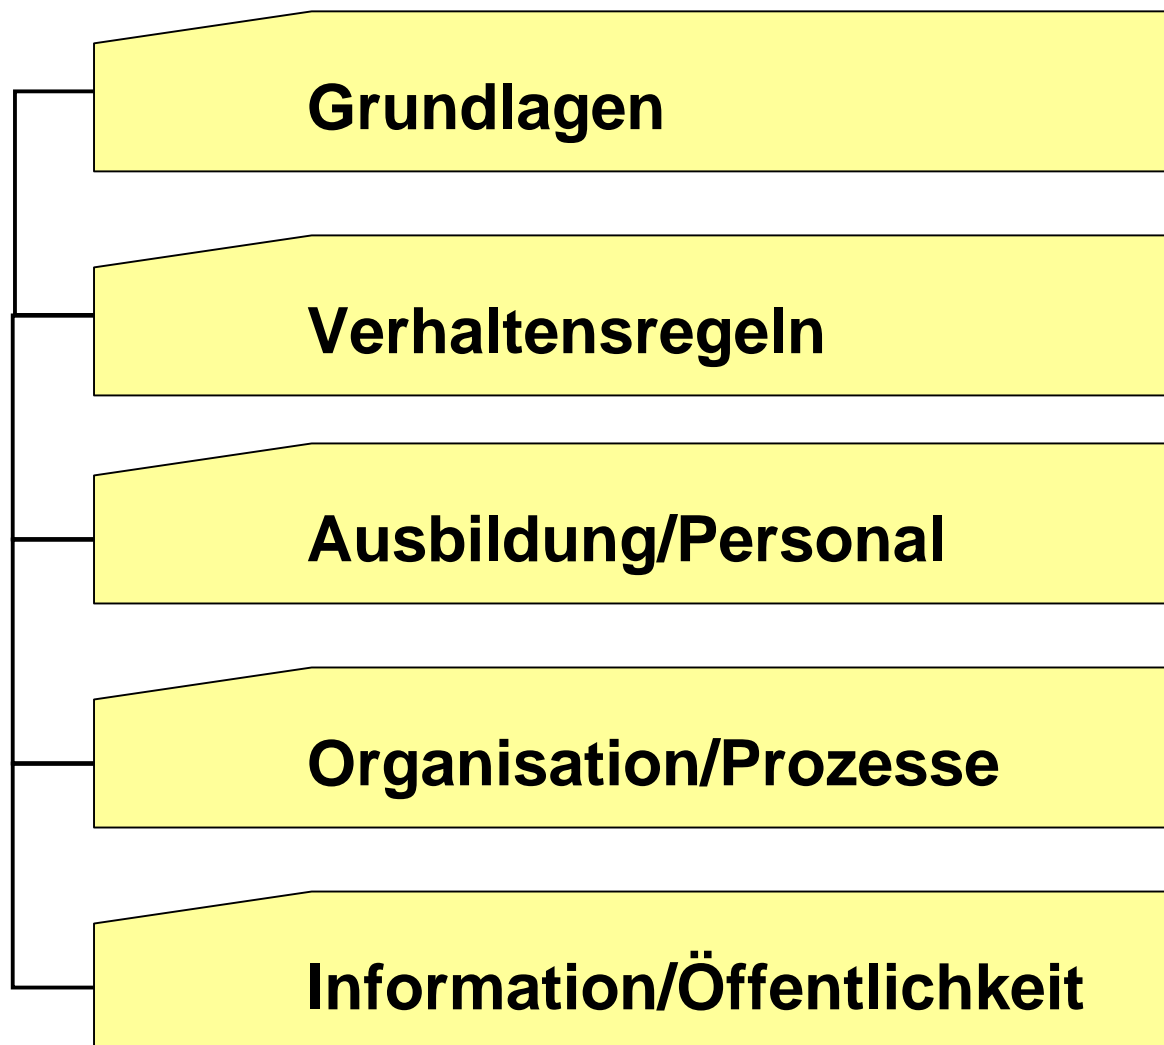 Grundlagen
Verhaltensregeln
Ausbildung/Personal
Organisation/Prozesse
Information/Öffentlichkeit